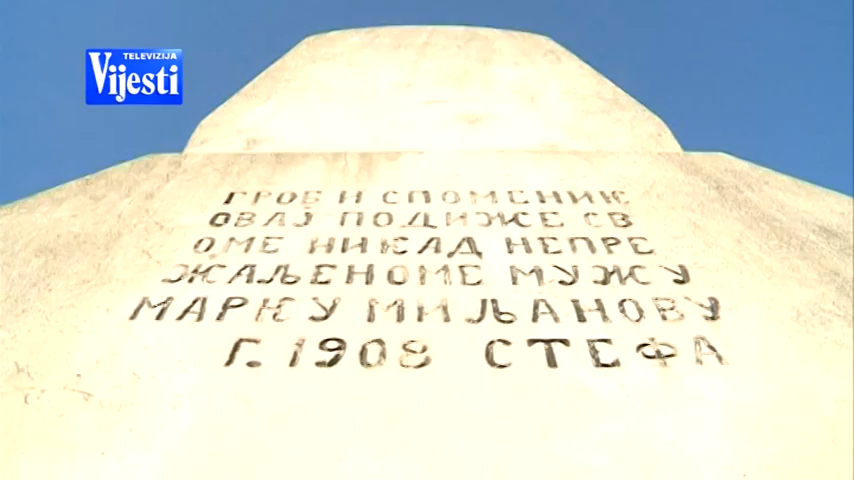 TELEVIZIJA
Vijesti
ГРОБ И СПОМЕНИК
ОВАЈ ПОДИЖЕ СВ
ОМЕ НИКАД НЕПРЕ
ЖАЉЕНОМЕ МУЖУ
МАРКУ МИЉАНОВУ
Г. 1908 СТЕФА